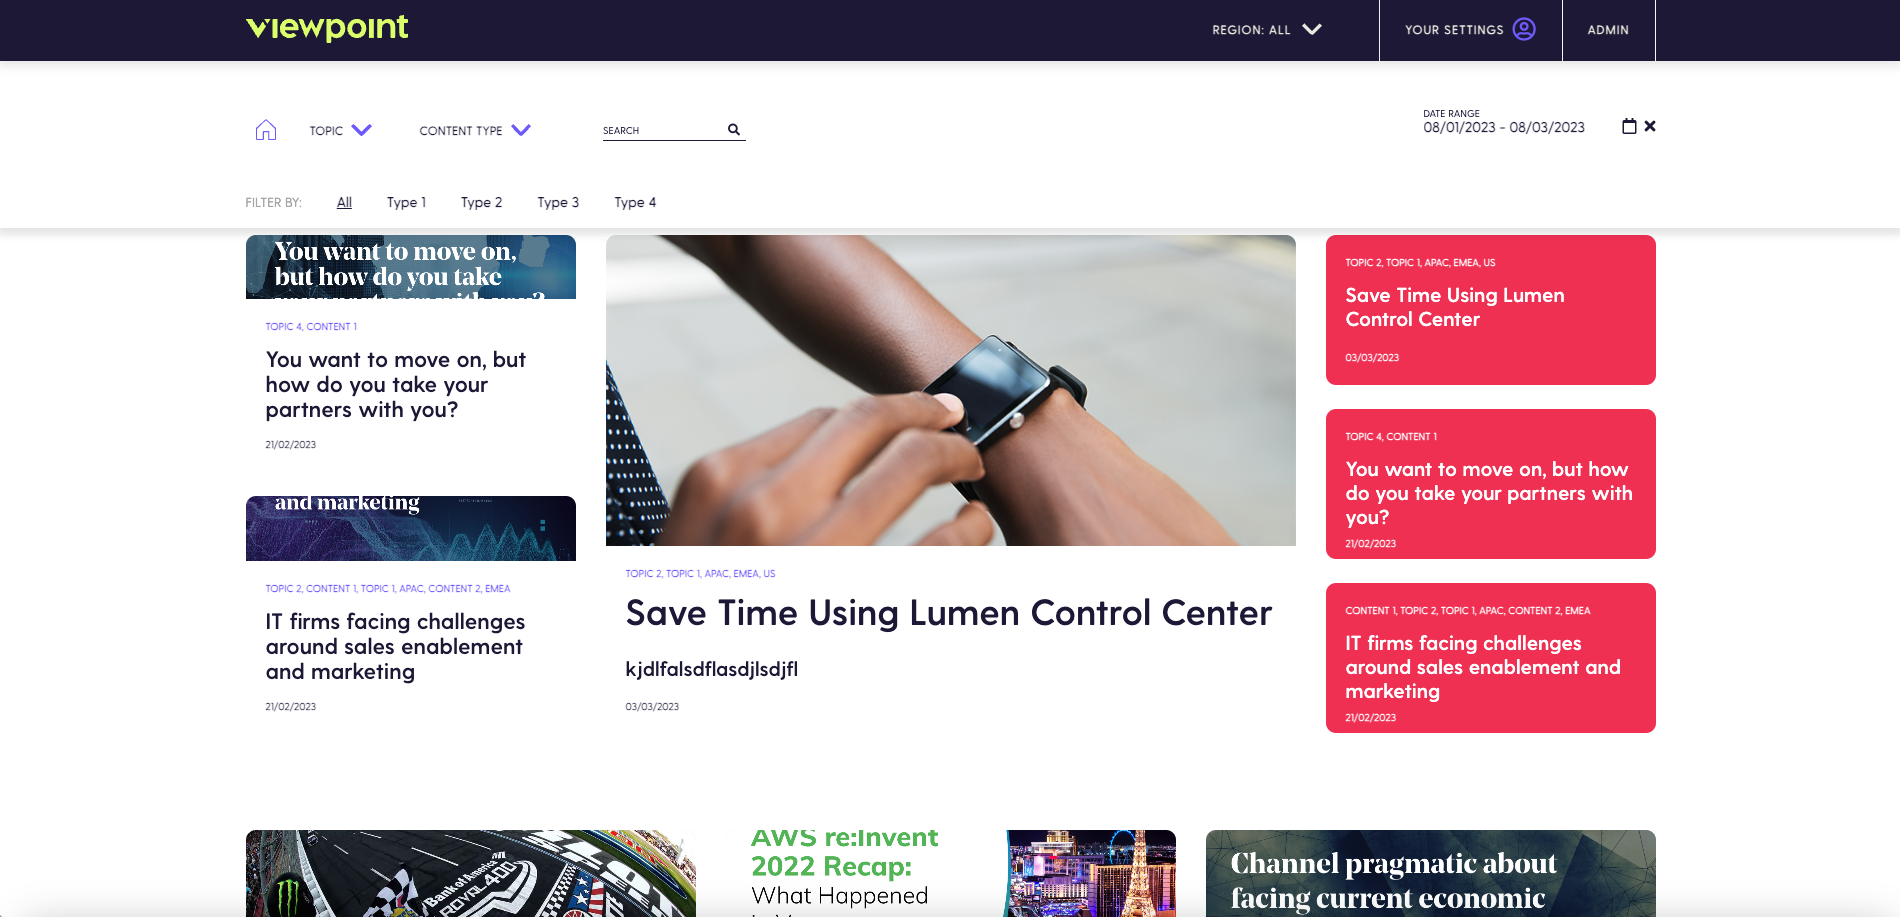 viewpoint
REGION: ALL
YOUR SETTINGS
ADMIN
TOPIC
CONTENT TYPE
SEARCH
DATE RANGE
08/01/2023 - 08/03/2023
FILTER BY:
All
Type 1
Type 2
Type 3
Type 4
You want to move on,
but how do you take
your partners with you?
TOPIC 4, CONTENT 1
You want to move on, but
how do you take your
partners with you?
21/02/2023
and marketing
TOPIC 2, CONTENT 1, TOPIC 1, APAC, CONTENT 2, EMEA
IT firms facing challenges
around sales enablement
and marketing
21/02/2023
TOPIC 2, TOPIC 1, APAC, EMEA, US
Save Time Using Lumen Control Center
kjdlfalsdflasdjlsdjfl
03/03/2023
TOPIC 2, TOPIC 1, APAC, EMEA, US
Save Time Using Lumen
Control Center
03/03/2023
TOPIC 4, CONTENT 1
You want to move on, but how
do you take your partners with
you?
21/02/2023
CONTENT 1, TOPIC 2, TOPIC 1, APAC, CONTENT 2, EMEA
IT firms facing challenges
around sales enablement and
marketing
21/02/2023
Bank of America
ROVAL 400
AWS re:Invent
2022 Recap:
What Happened
Channel pragmatic about
facing current economic